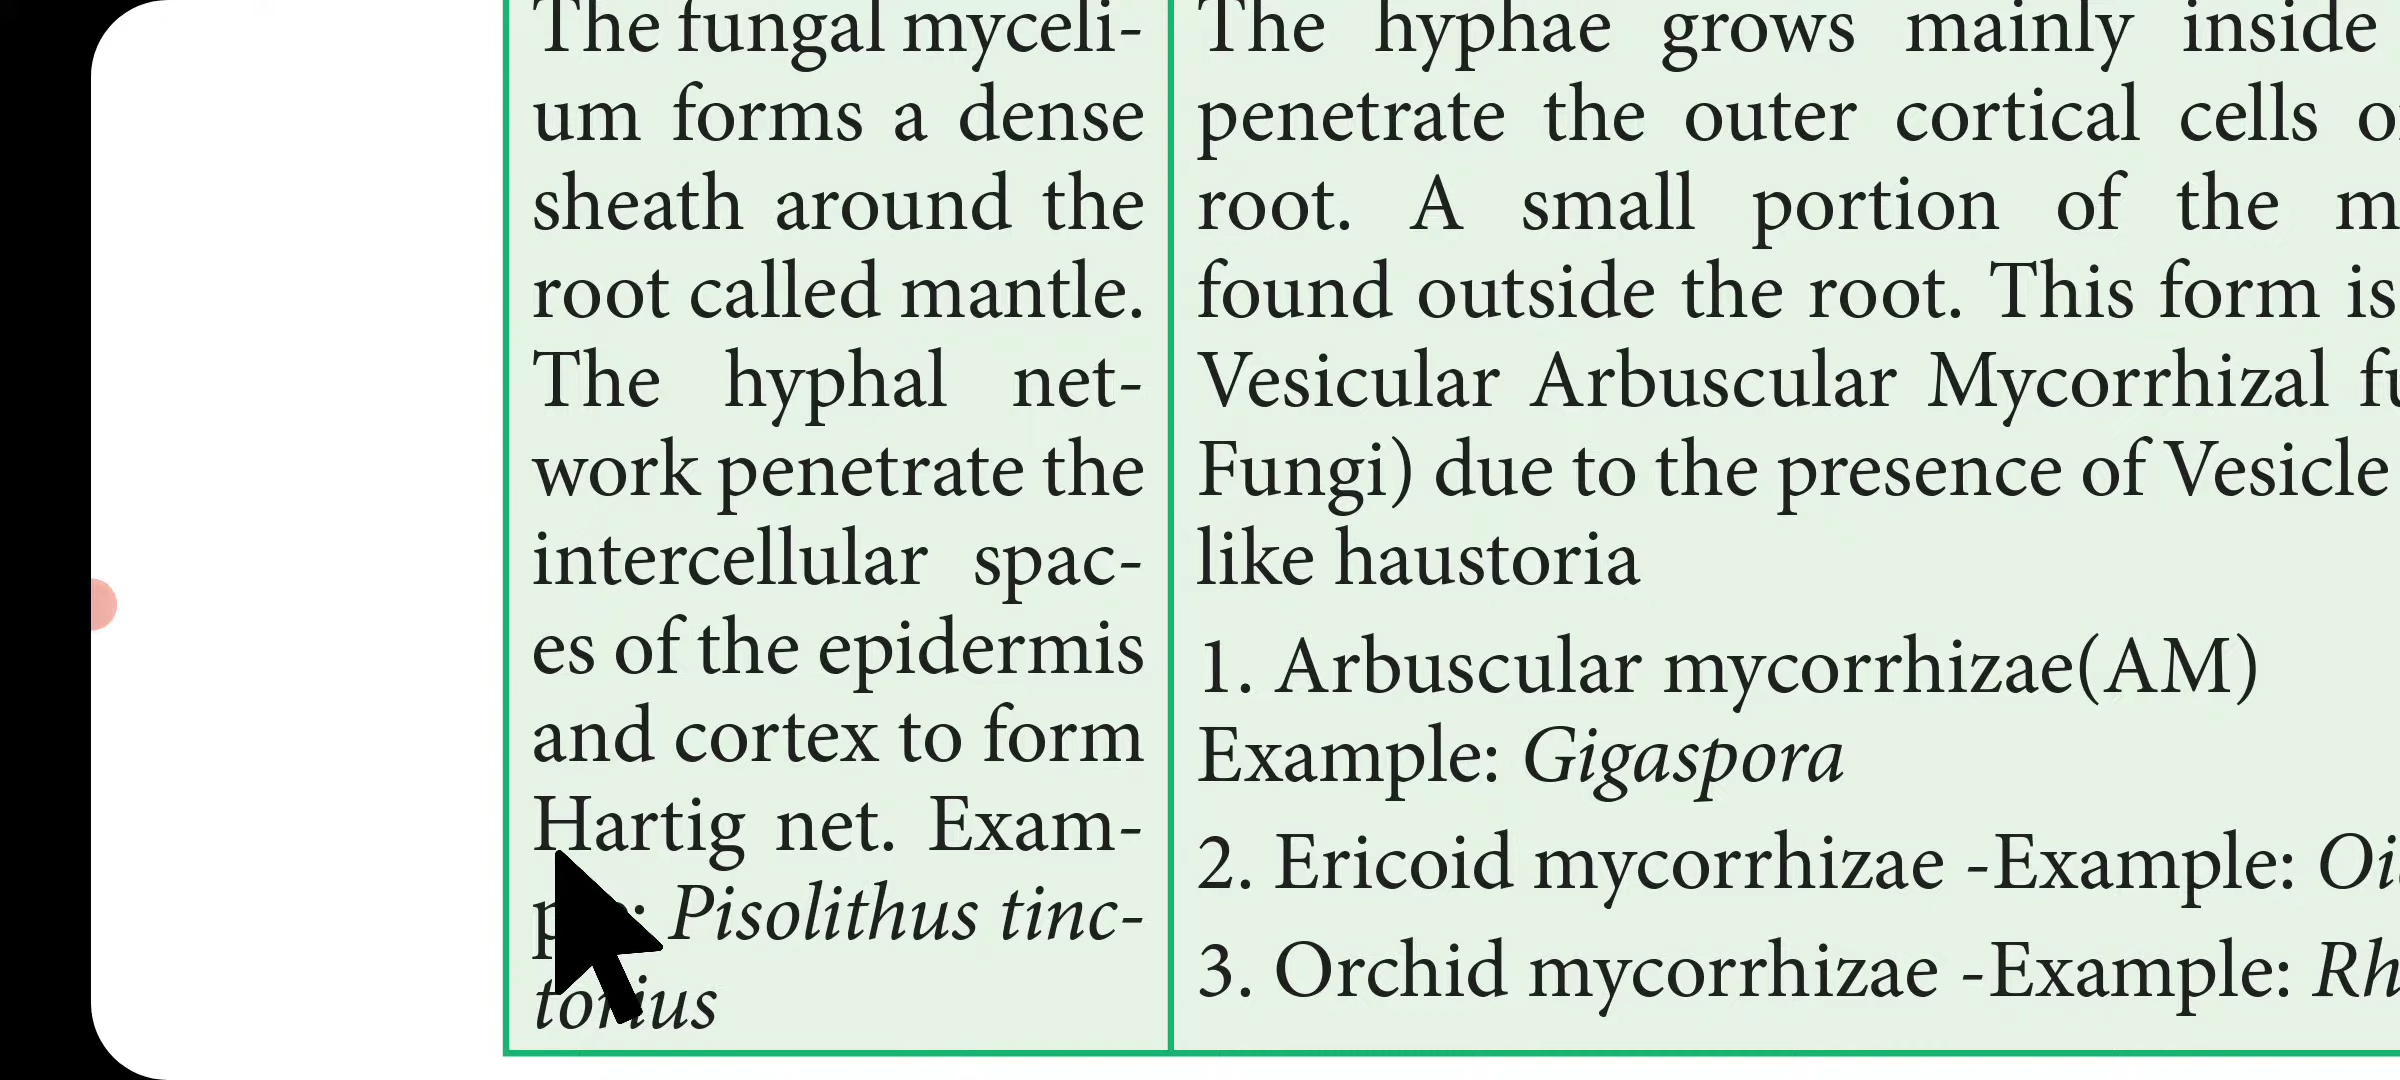 The fungal myceli-
um forms a dense
sheath around the
root called mantle.
The hyphal net-
work penetrate the
intercellular spac-
es of the epidermis
and cortex to form
Hartig net. Exam-
Pisolithus tinc-
torius
The hyphae grows mainly inside
penetrate the outer cortical cells
root. A small portion of the
found outside the root. This form is
Vesicular Arbuscular Mycorrhizal
Fungi) due to the presence of Vesicle
like haustoria
1. Arbuscular mycorrhizae(AM)
Example: Gigaspora
2. Ericoid mycorrhizae -Example:
3. Orchid mycorrhizae -Example: